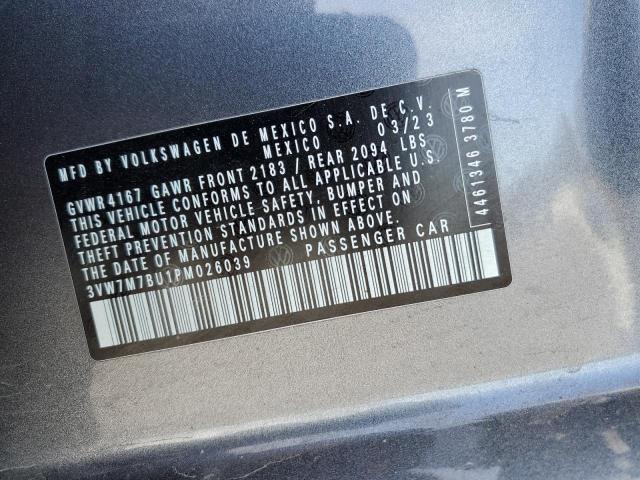 MFD BY VOLKSWAGEN DE MEXICO S.A. DE C.V.
MEXICO 03/23
GVWR4167 GAWR FRONT 2183 / REAR 2094 LBS
THIS VEHICLE CONFORMS TO ALL APPLICABLE U.S.
FEDERAL MOTOR VEHICLE SAFETY, BUMPER AND
THEFT PREVENTION STANDARDS IN EFFECT ON
THE DATE OF MANUFACTURE SHOWN ABOVE.
3VW7M7BU1PM026039 PASSENGER CAR
4461346 3780 M